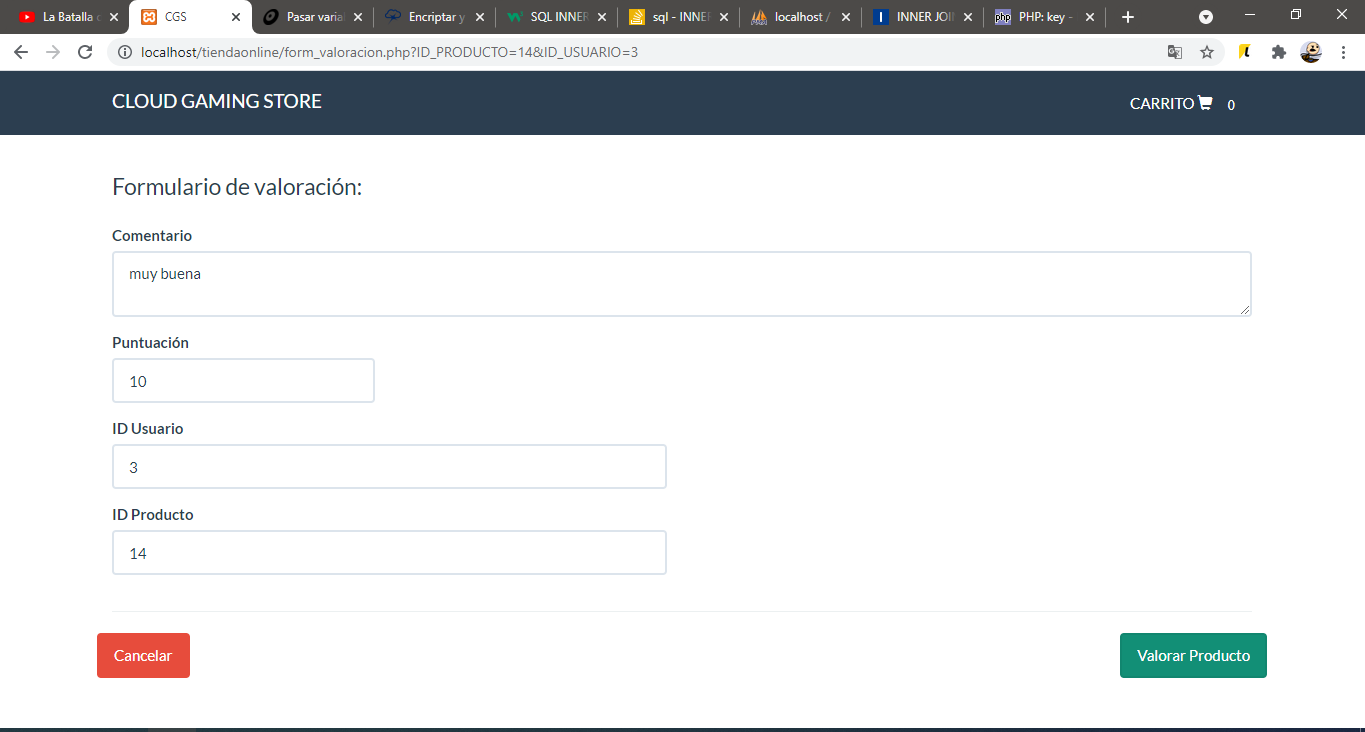 La Batalla d
CGS
Pasar varial
Encriptar y
SQL INNER
sql - INNER
localhost /
INNER JOIN
PHP: key -
localhost/tiendaonline/form_valoracion.php?ID_PRODUCTO=14&ID_USUARIO=3
CLOUD GAMING STORE
CARRITO 0
Formulario de valoración:
Comentario
muy buena
Puntuación
10
ID Usuario
3
ID Producto
14
Cancelar
Valorar Producto